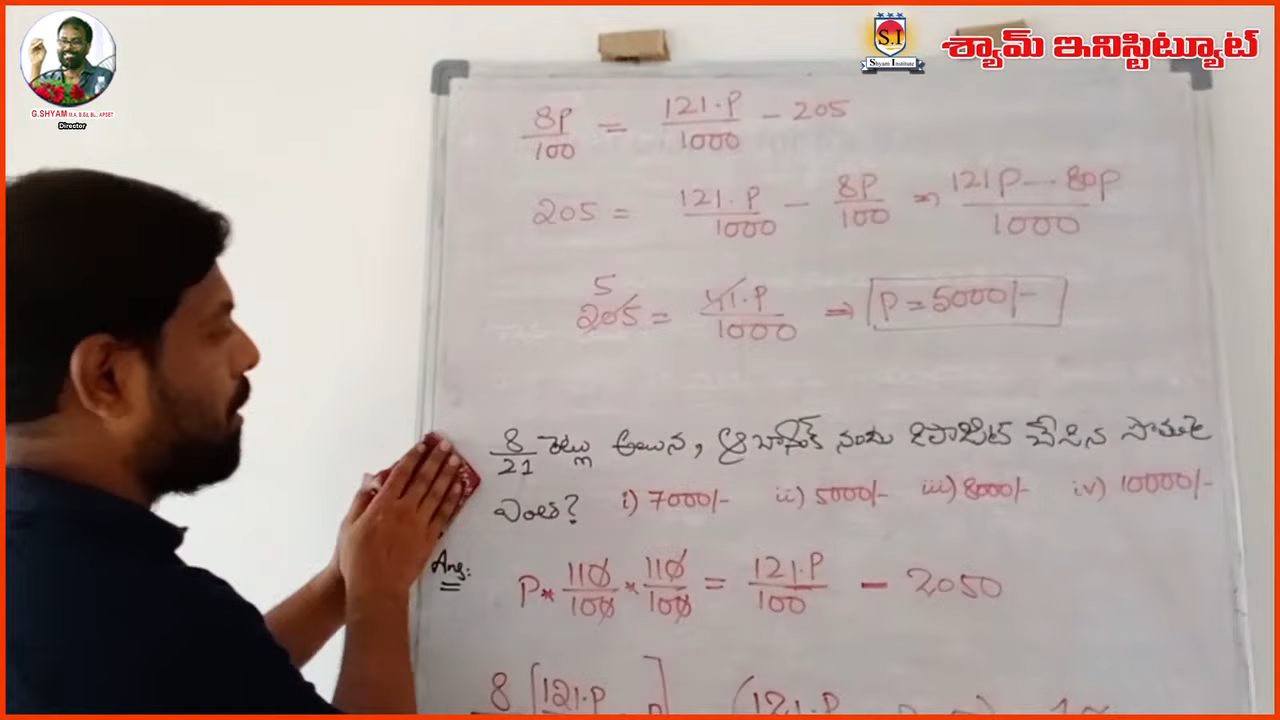 G.SHYAM M.A, B.Ed, BL, APSET
Director
S.I
Shyam Institute
శ్యామ్ ఇనిస్టిట్యూట్
8P/100 = 121.P/1000 - 205
205 = 121.P/1000 - 8P/100 => 121P - 80P/1000
5
205 = 41.P/1000 => P = 5000/-
8/21 రెట్లు అయిన, ఆ బ్యాంక్ నందు డిపాజిట్ చేసిన సొమ్ము
ఎంత? i) 7000/- ii) 5000/- iii) 8000/- iv) 10000/-
Ans:
P * 110/100 * 110/100 = 121.P/100 - 2050
8 [121.P
(121.P